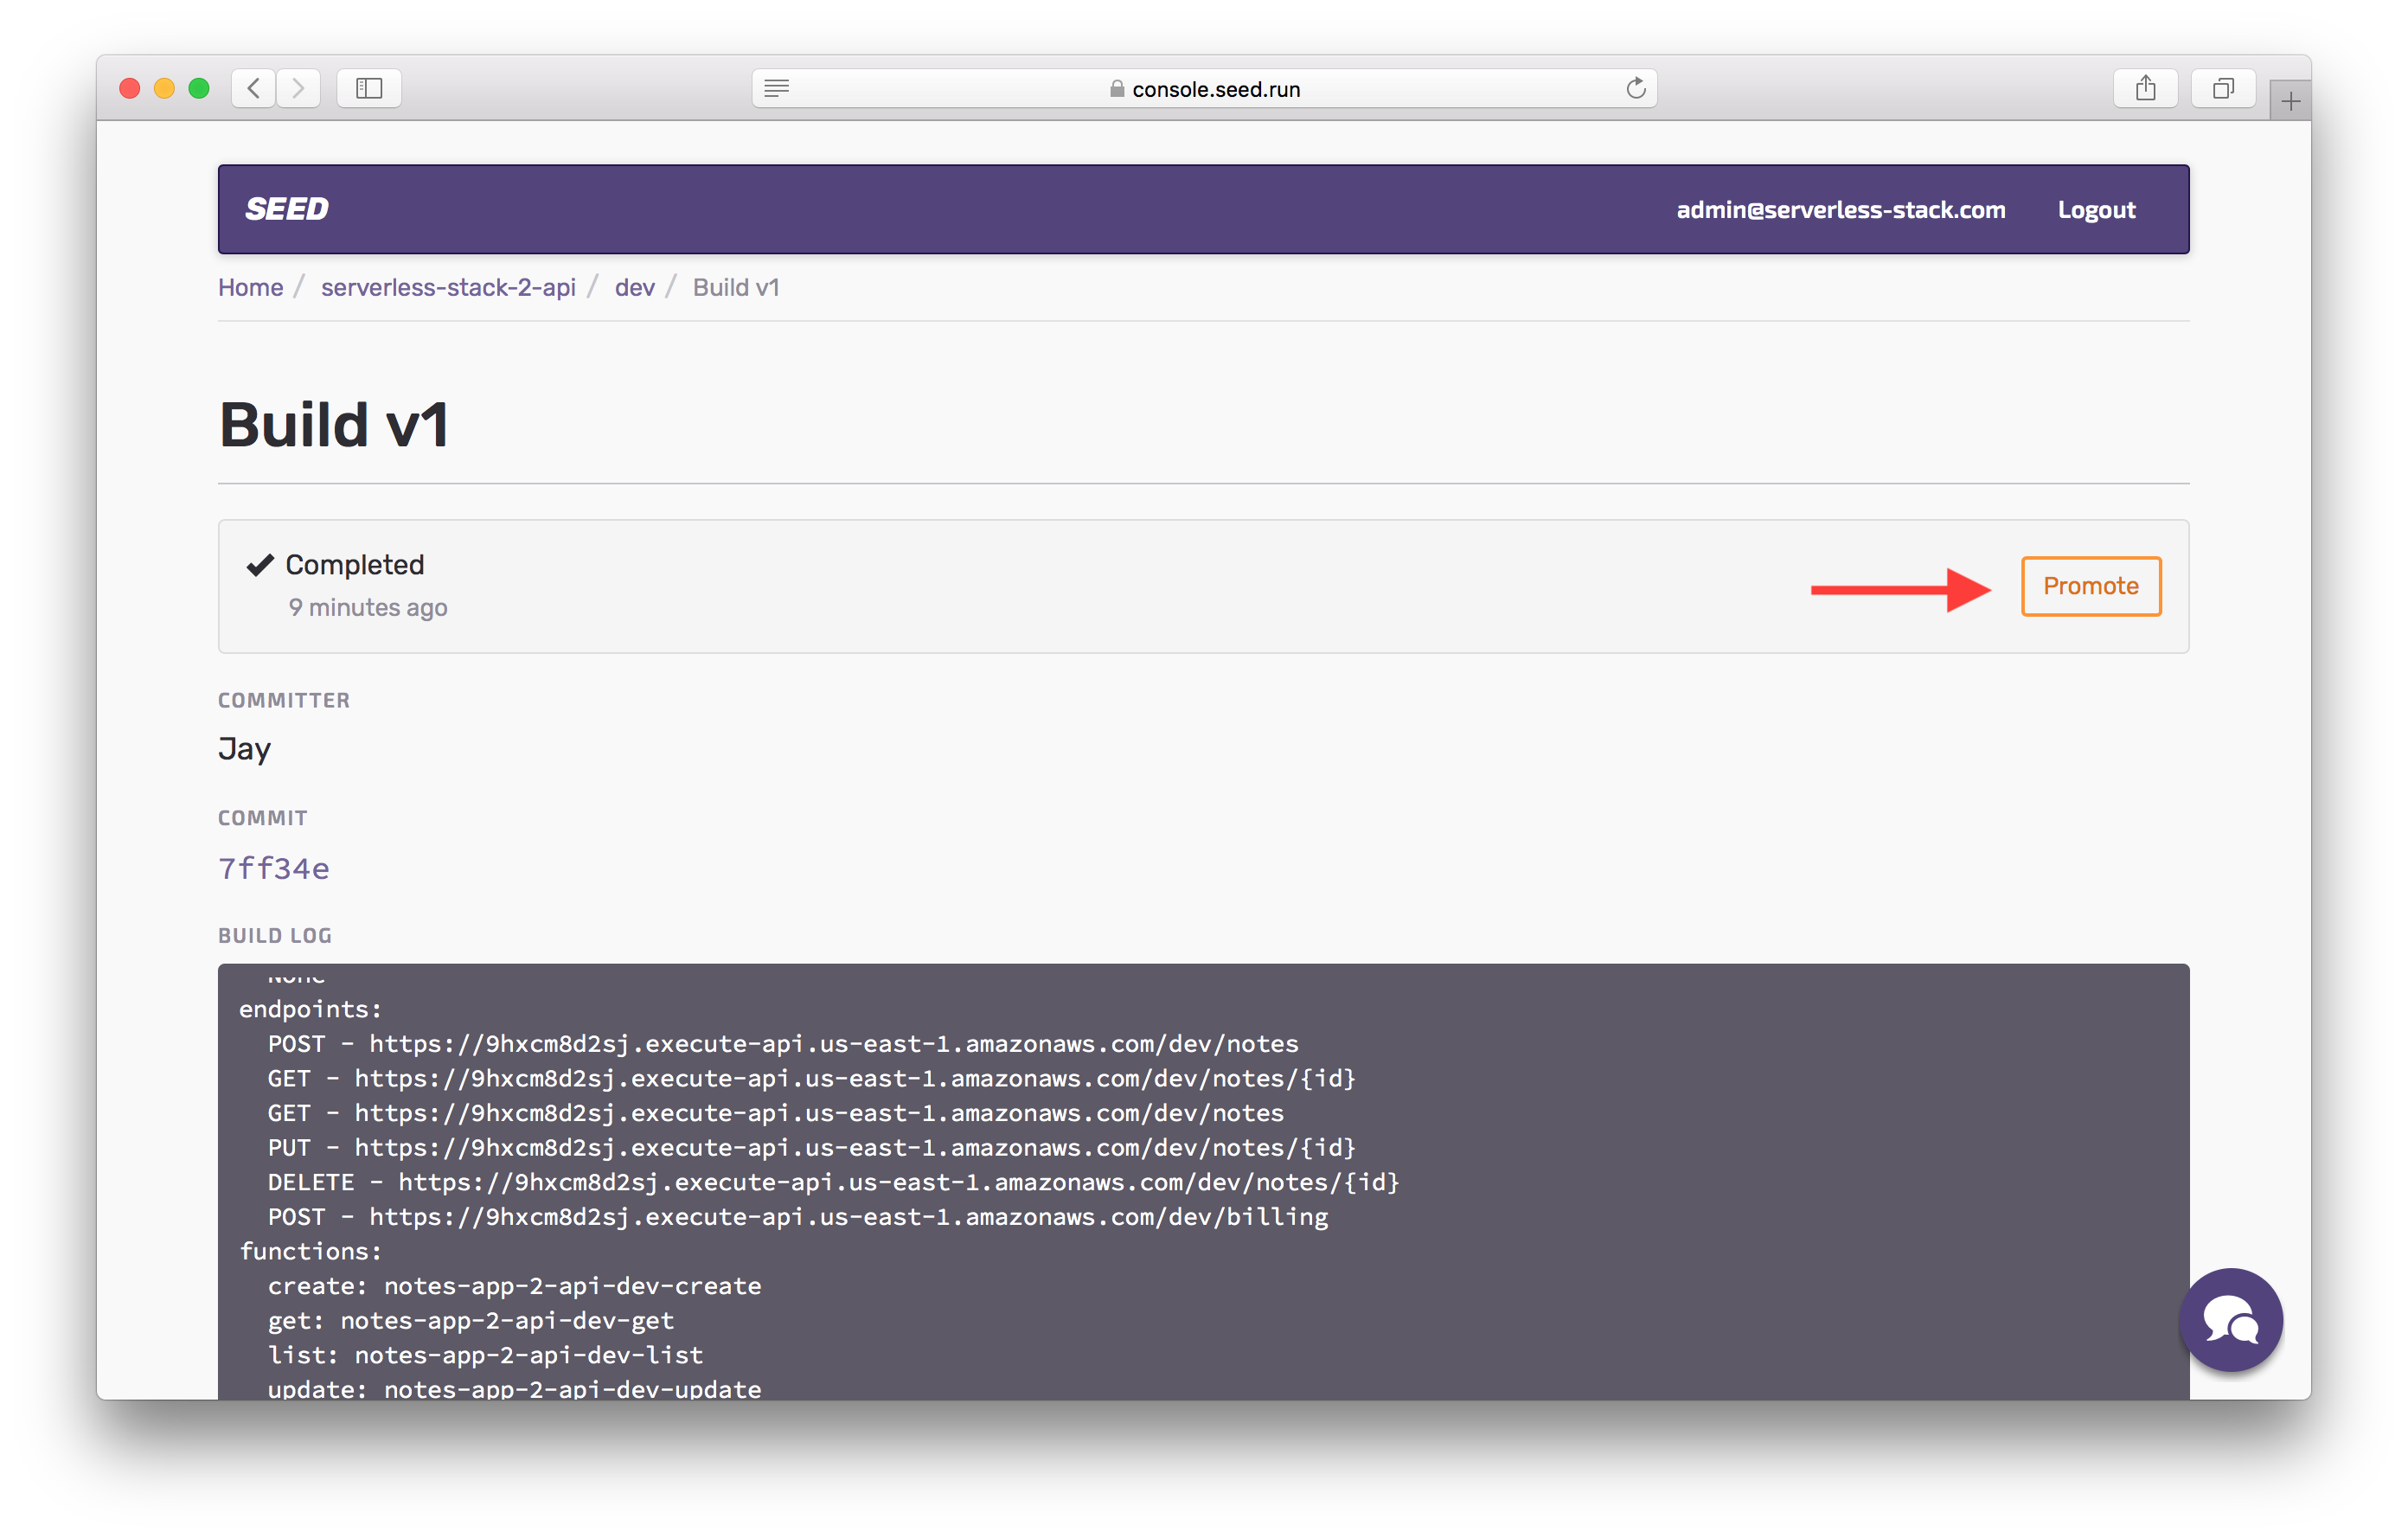 console.seed.run
SEED
admin@serverless-stack.com Logout
Home / serverless-stack-2-api / dev / Build v1
Build v1
Completed
9 minutes ago
Promote
COMMITTER
Jay
COMMIT
7ff34e
BUILD LOG
None
endpoints:
POST - https://9hxcm8d2sj.execute-api.us-east-1.amazonaws.com/dev/notes
GET - https://9hxcm8d2sj.execute-api.us-east-1.amazonaws.com/dev/notes/{id}
GET - https://9hxcm8d2sj.execute-api.us-east-1.amazonaws.com/dev/notes
PUT - https://9hxcm8d2sj.execute-api.us-east-1.amazonaws.com/dev/notes/{id}
DELETE - https://9hxcm8d2sj.execute-api.us-east-1.amazonaws.com/dev/notes/{id}
POST - https://9hxcm8d2sj.execute-api.us-east-1.amazonaws.com/dev/billing
functions:
create: notes-app-2-api-dev-create
get: notes-app-2-api-dev-get
list: notes-app-2-api-dev-list
update: notes-app-2-api-dev-update